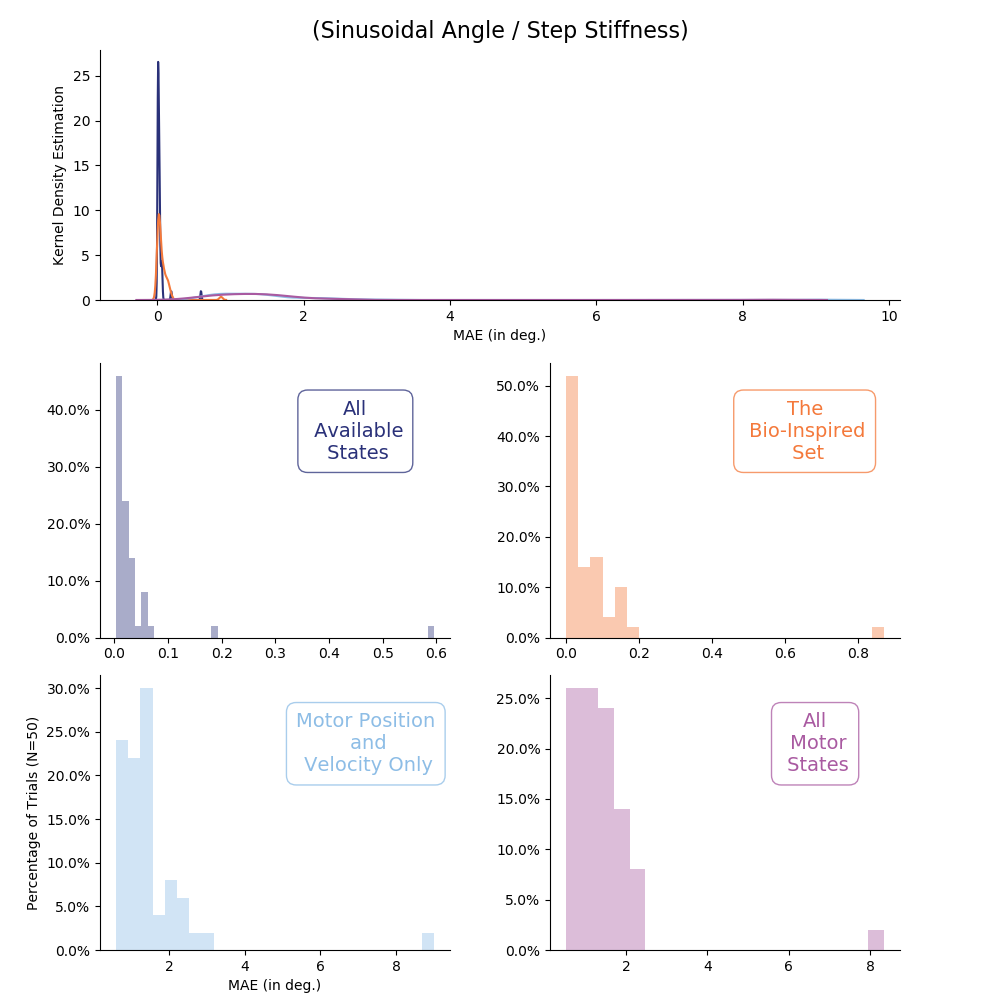 (Sinusoidal Angle / Step Stiffness)
Kernel Density Estimation
25
20
15
10
5
0
0 2 4 6 8 10
MAE (in deg.)
All
Available
States
40.0%
30.0%
20.0%
10.0%
0.0%
0.0 0.1 0.2 0.3 0.4 0.5 0.6
The
Bio-Inspired
Set
50.0%
40.0%
30.0%
20.0%
10.0%
0.0%
0.0 0.2 0.4 0.6 0.8
Percentage of Trials (N=50)
Motor Position
and
Velocity Only
30.0%
25.0%
20.0%
15.0%
10.0%
5.0%
0.0%
2 4 6 8
MAE (in deg.)
All
Motor
States
25.0%
20.0%
15.0%
10.0%
5.0%
0.0%
2 4 6 8